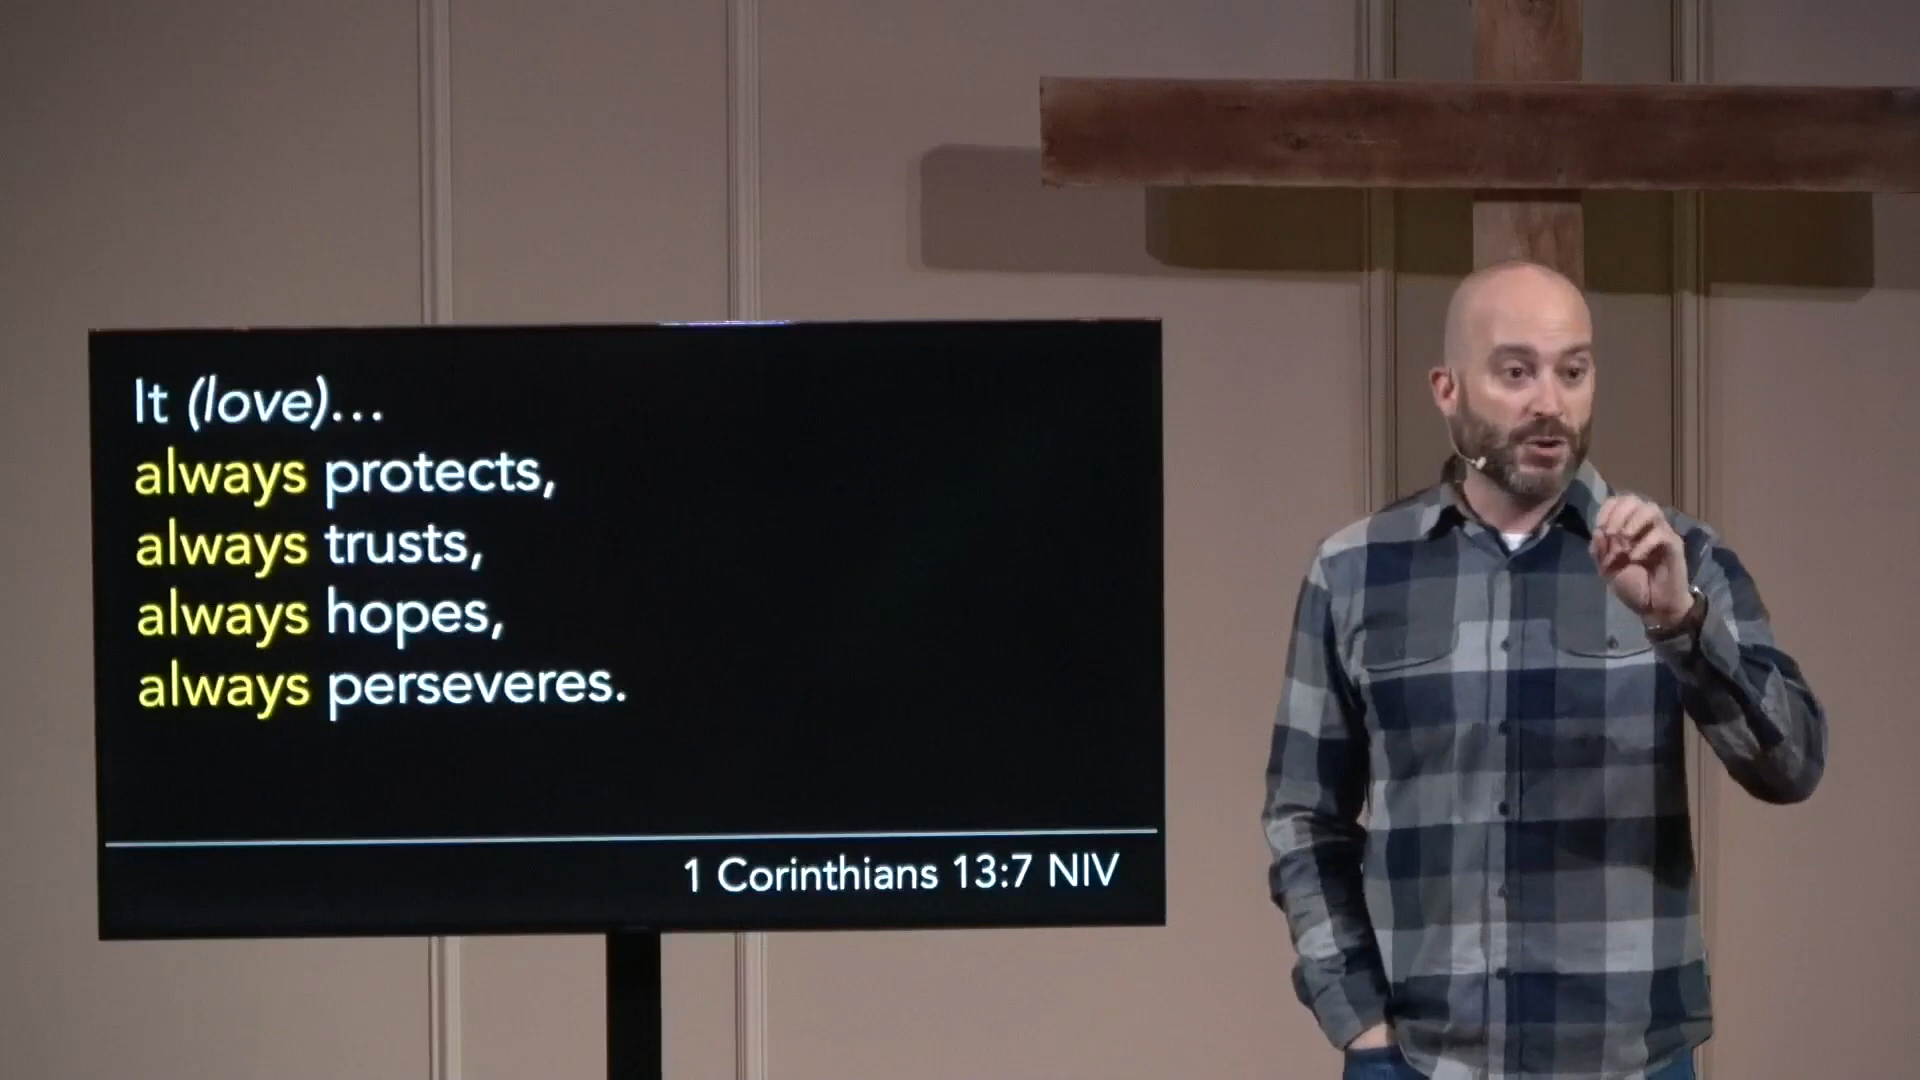 It (love)...
always protects,
always trusts,
always hopes,
always perseveres.
1 Corinthians 13:7 NIV